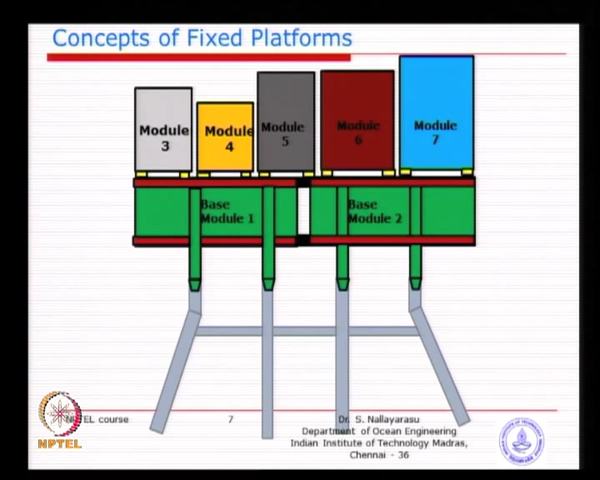 Concepts of Fixed Platforms
Module
3
Module
4
Module
5
Module
6
Module
7
Base
Module 1
Base
Module 2
NPTEL course
7
Dr. S. Nallayarasu
Department of Ocean Engineering
Indian Institute of Technology Madras,
Chennai - 36
NPTEL